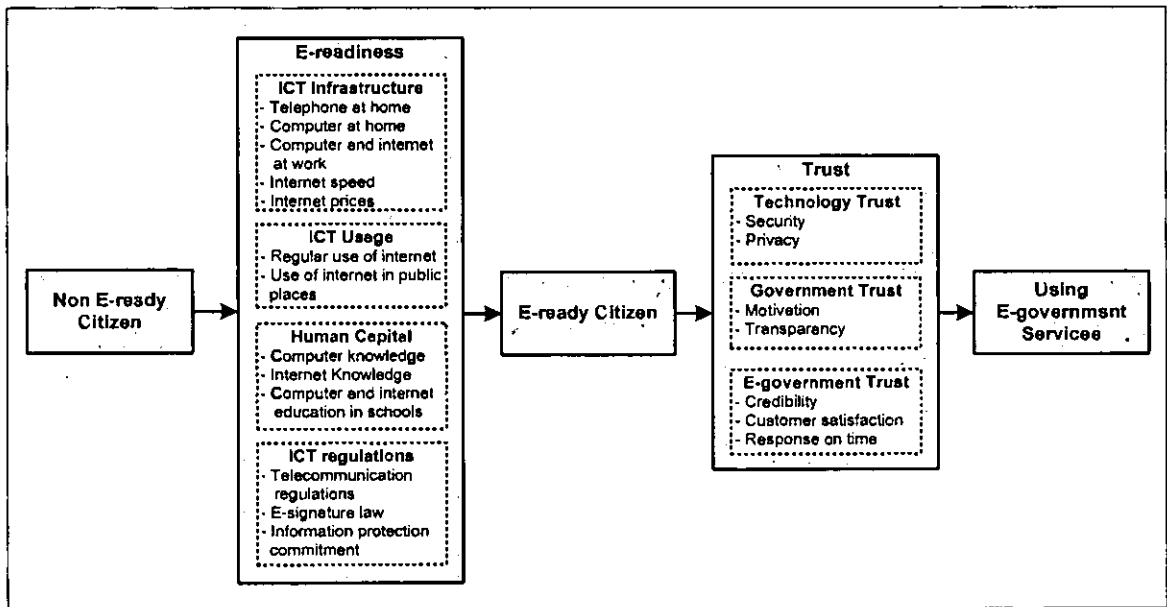 E-readiness
ICT Infrastructure
- Telephone at home
- Computer at home
- Computer and internet
at work
- Internet speed
- Internet prices
ICT Usage
- Regular use of internet
- Use of internet in public
places
Human Capital
- Computer knowledge
- Internet Knowledge
- Computer and internet
education in schools
ICT regulations
- Telecommunication
regulations
- E-signature law
- Information protection
commitment
Non E-ready
Citizen
E-ready Citizen
Trust
Technology Trust
- Security
- Privacy
Government Trust
- Motivation
- Transparency
E-government Trust
- Credibility
- Customer satisfaction
- Response on time
Using
E-governmsnt
Services